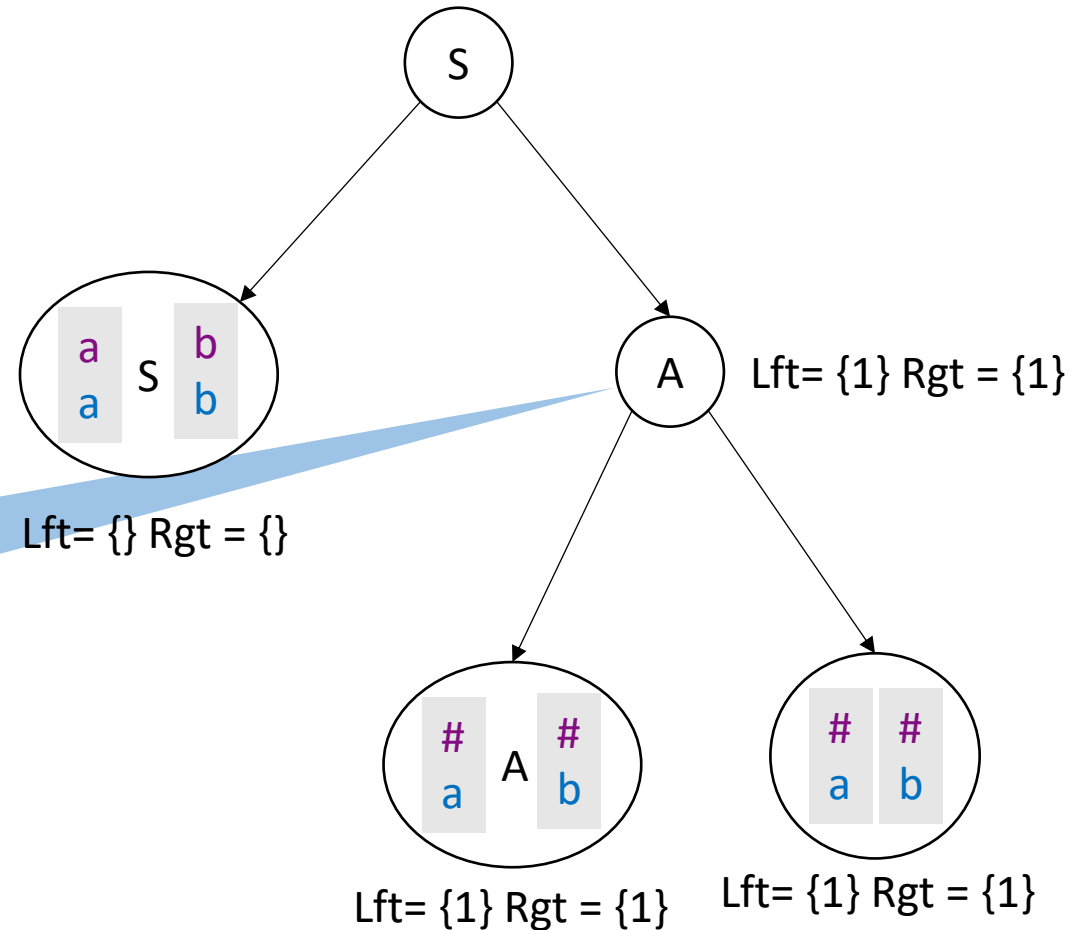 S
a S b
a b
Lft= {} Rgt = {}
A Lft= {1} Rgt = {1}
# A #
a b
Lft= {1} Rgt = {1}
# #
a b
Lft= {1} Rgt = {1}